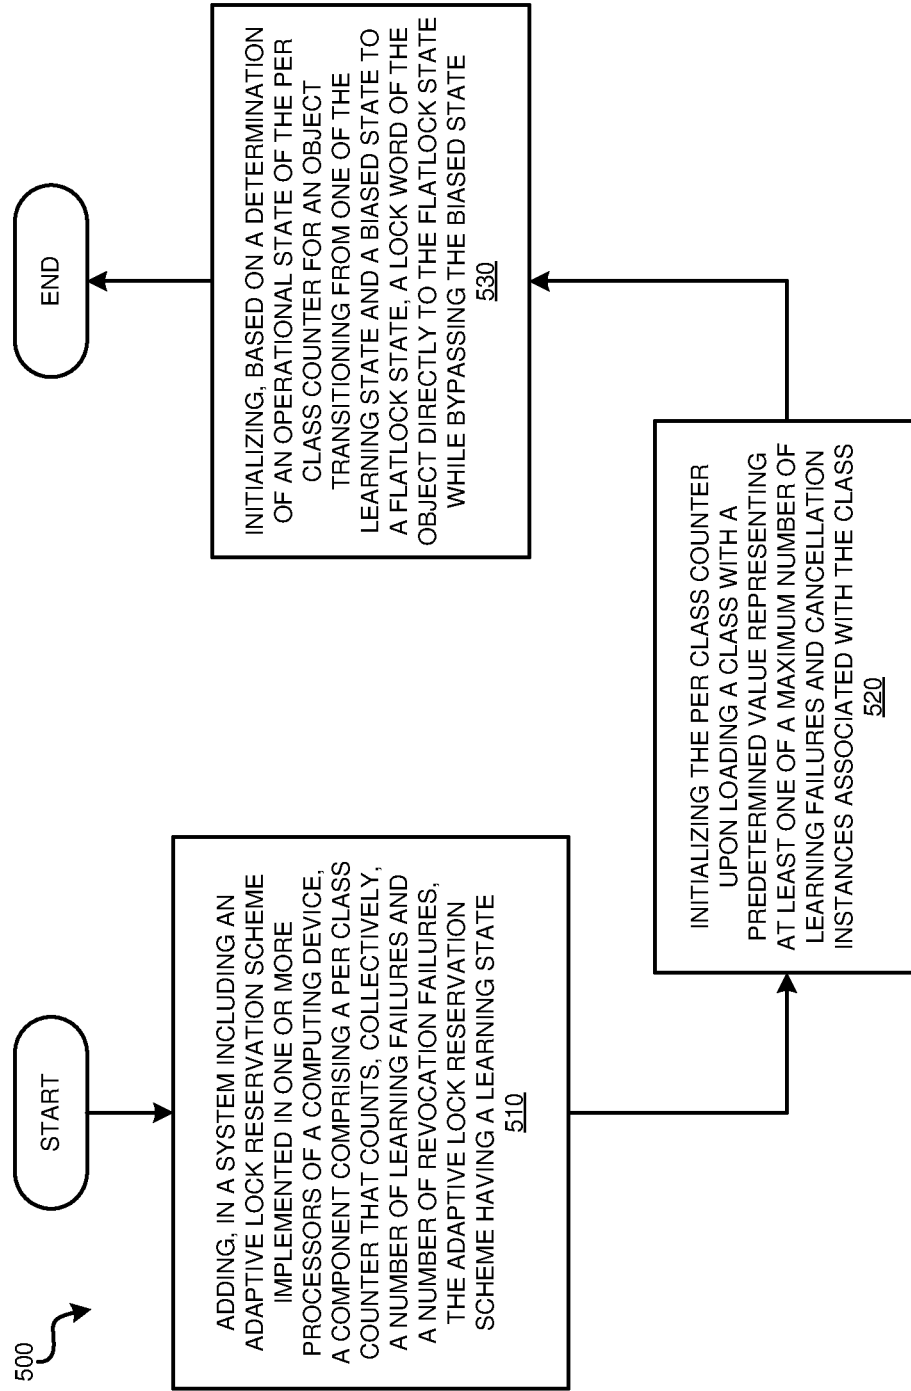 500
START
ADDING, IN A SYSTEM INCLUDING AN
ADAPTIVE LOCK RESERVATION SCHEME
IMPLEMENTED IN ONE OR MORE
PROCESSORS OF A COMPUTING DEVICE,
A COMPONENT COMPRISING A PER CLASS
COUNTER THAT COUNTS, COLLECTIVELY,
A NUMBER OF LEARNING FAILURES AND
A NUMBER OF REVOCATION FAILURES,
THE ADAPTIVE LOCK RESERVATION
SCHEME HAVING A LEARNING STATE
510
INITIALIZING THE PER CLASS COUNTER
UPON LOADING A CLASS WITH A
PREDETERMINED VALUE REPRESENTING
AT LEAST ONE OF A MAXIMUM NUMBER OF
LEARNING FAILURES AND CANCELLATION
INSTANCES ASSOCIATED WITH THE CLASS
520
INITIALIZING, BASED ON A DETERMINATION
OF AN OPERATIONAL STATE OF THE PER
CLASS COUNTER FOR AN OBJECT
TRANSITIONING FROM ONE OF THE
LEARNING STATE AND A BIASED STATE TO
A FLATLOCK STATE, A LOCK WORD OF THE
OBJECT DIRECTLY TO THE FLATLOCK STATE
WHILE BYPASSING THE BIASED STATE
530
END